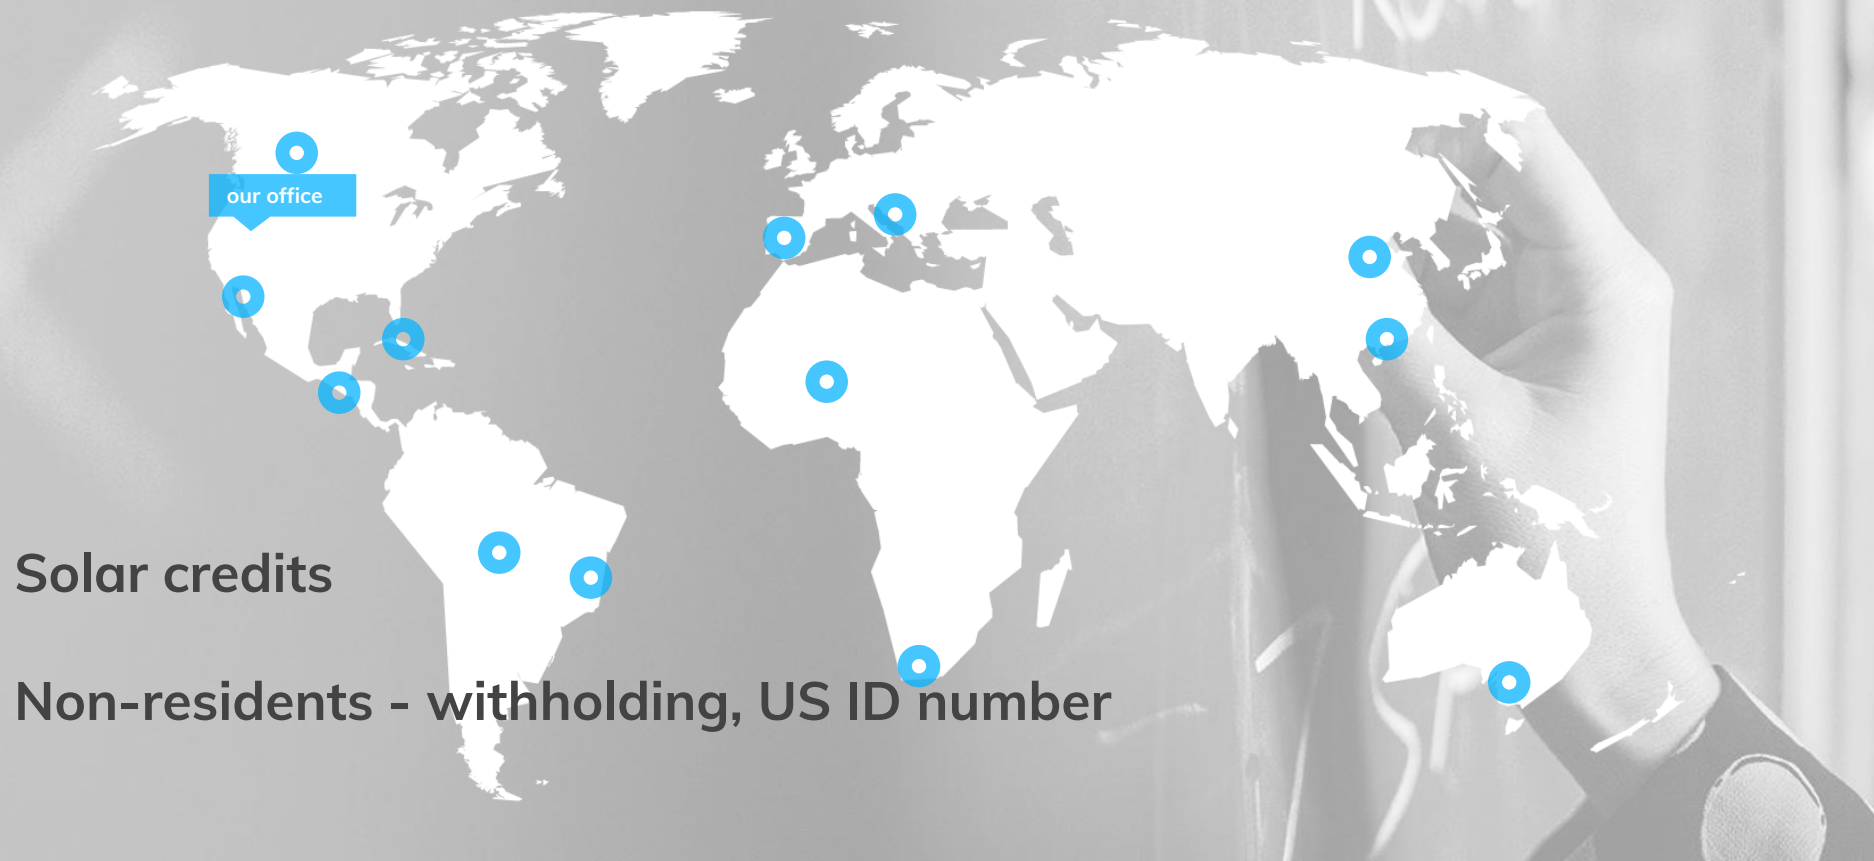 our office
Solar credits
Non-residents - withholding, US ID number